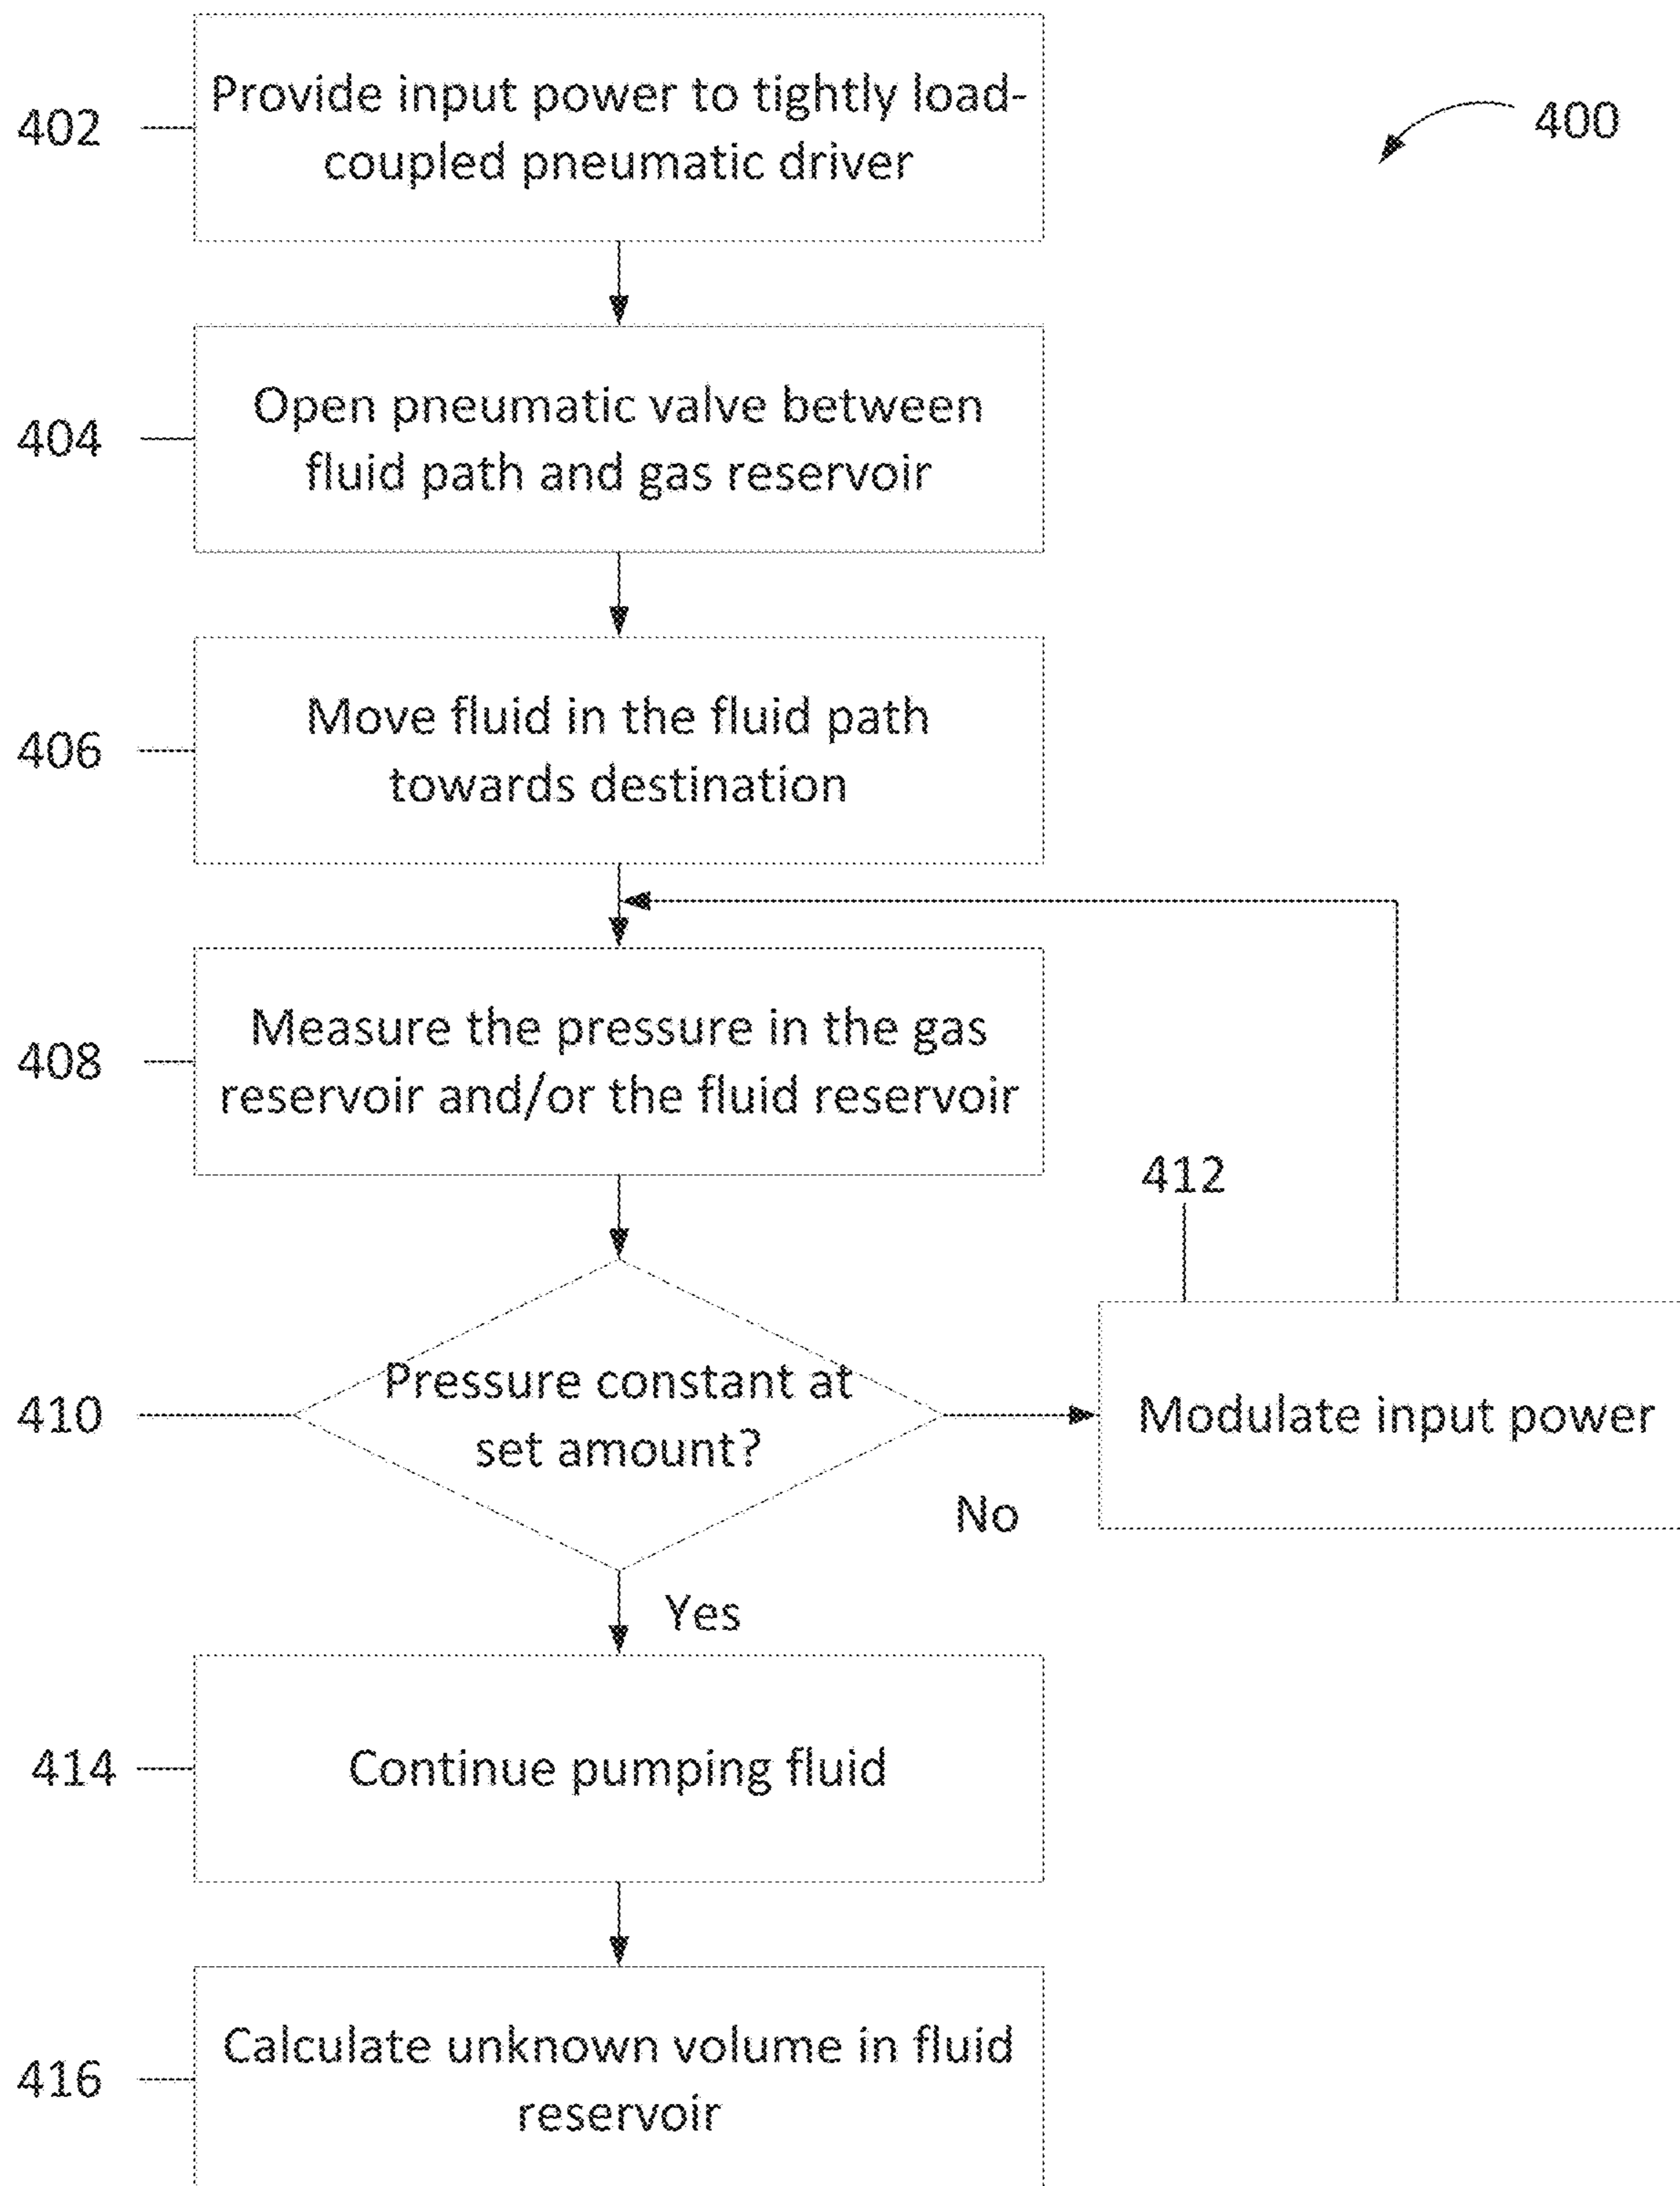 400
402
Provide input power to tightly load-
coupled pneumatic driver
404
Open pneumatic valve between
fluid path and gas reservoir
406
Move fluid in the fluid path
towards destination
408
Measure the pressure in the gas
reservoir and/or the fluid reservoir
410
Pressure constant at
set amount?
No
412
Modulate input power
Yes
414
Continue pumping fluid
416
Calculate unknown volume in fluid
reservoir